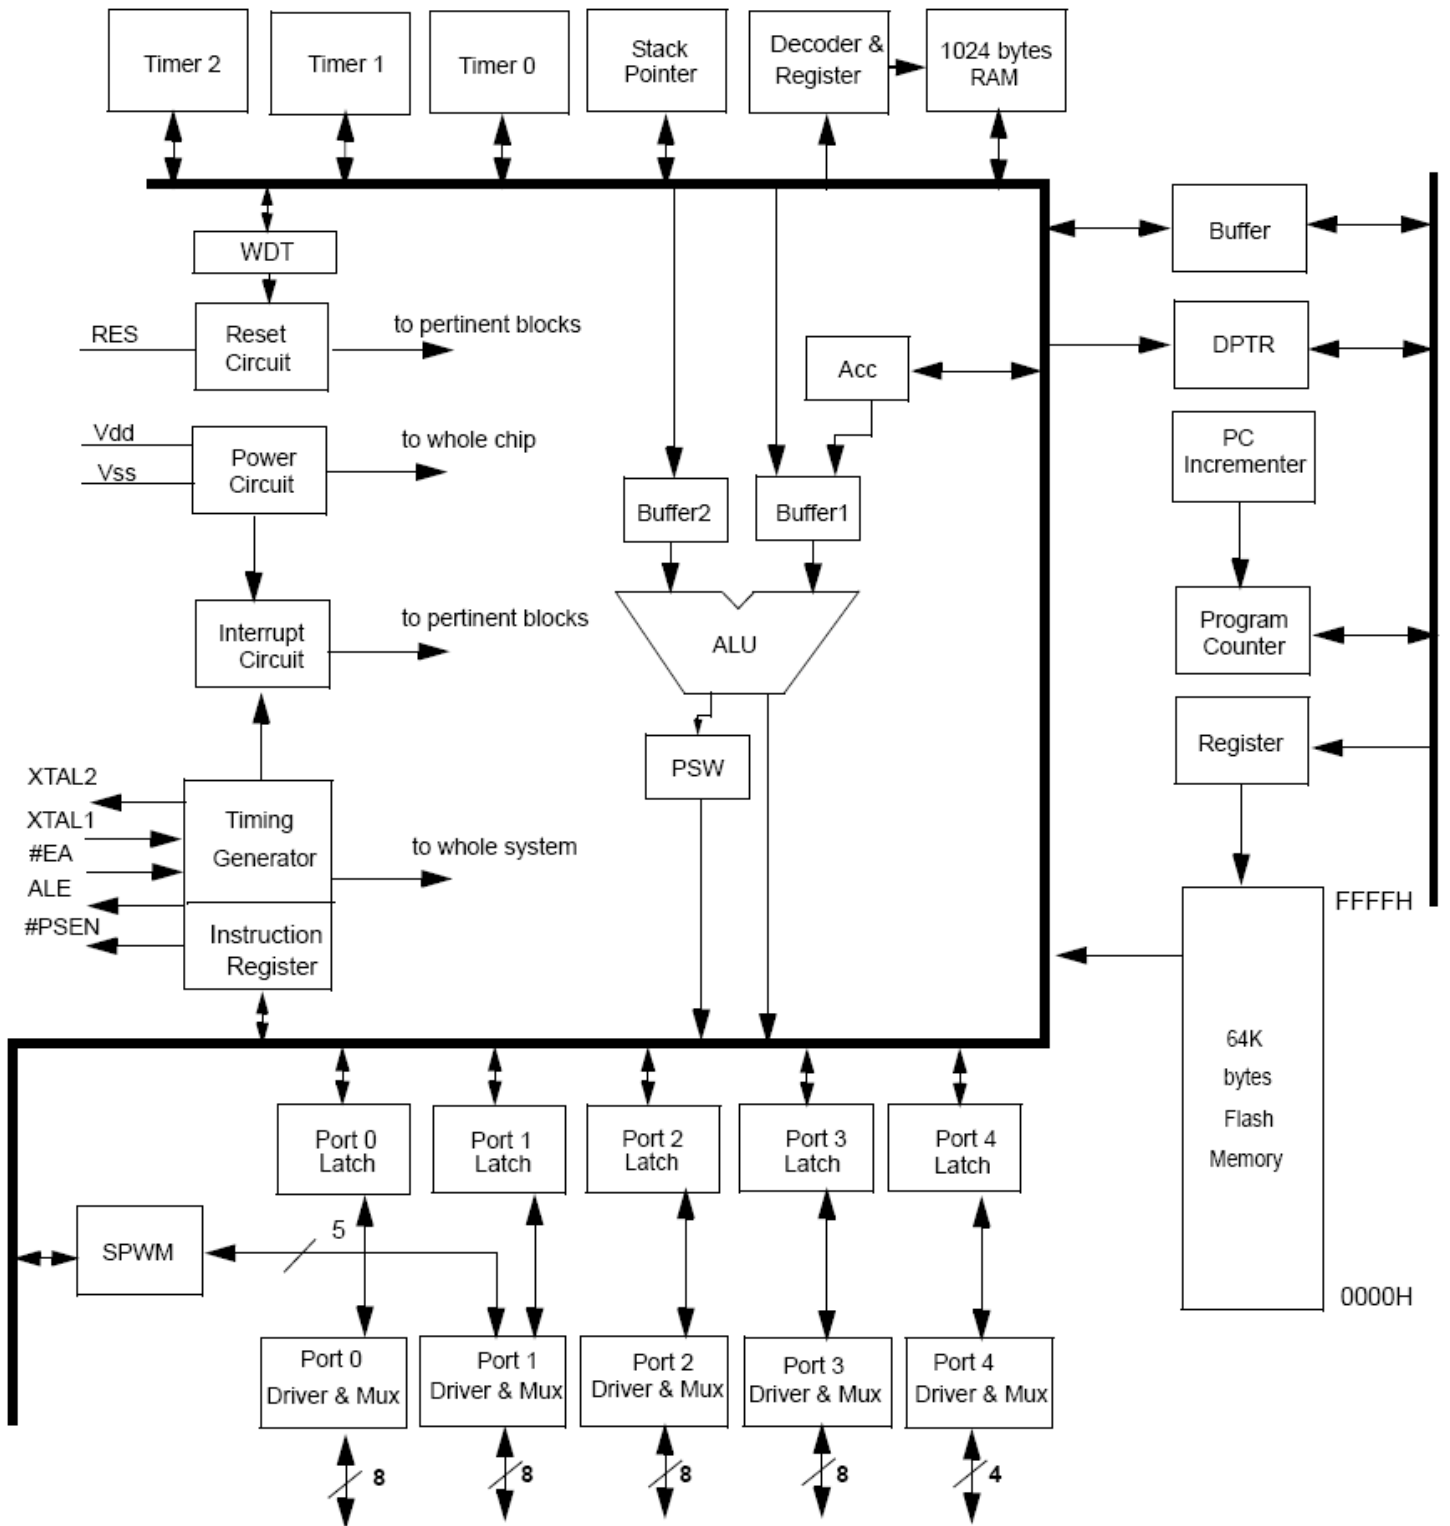 Timer 2
Timer 1
Timer 0
Stack
Pointer
Decoder &
Register
1024 bytes
RAM
WDT
RES
Reset
Circuit
to pertinent blocks
Vdd
Vss
Power
Circuit
to whole chip
Interrupt
Circuit
to pertinent blocks
XTAL2
XTAL1
#EA
ALE
#PSEN
Timing
Generator
to whole system
Instruction
Register
Acc
Buffer2
Buffer1
ALU
PSW
Buffer
DPTR
PC
Incrementer
Program
Counter
Register
FFFFH
64K
bytes
Flash
Memory
0000H
Port 0
Latch
Port 1
Latch
Port 2
Latch
Port 3
Latch
Port 4
Latch
SPWM
5
Port 0
Driver & Mux
Port 1
Driver & Mux
Port 2
Driver & Mux
Port 3
Driver & Mux
Port 4
Driver & Mux
8
8
8
8
4